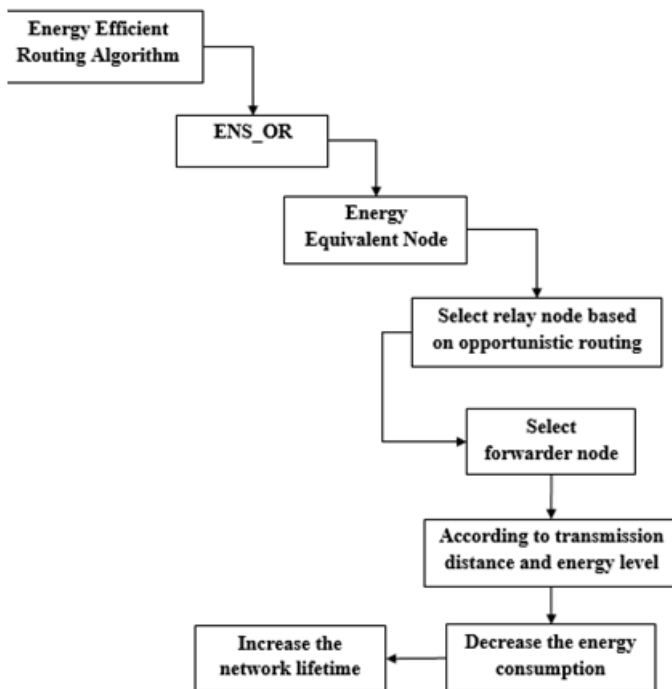 Energy Efficient
Routing Algorithm
ENS_OR
Energy
Equivalent Node
Select relay node based
on opportunistic routing
Select
forwarder node
According to transmission
distance and energy level
Decrease the energy
consumption
Increase the
network lifetime